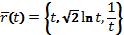 r̅(t) = {t, √2 ln t, 1/t}